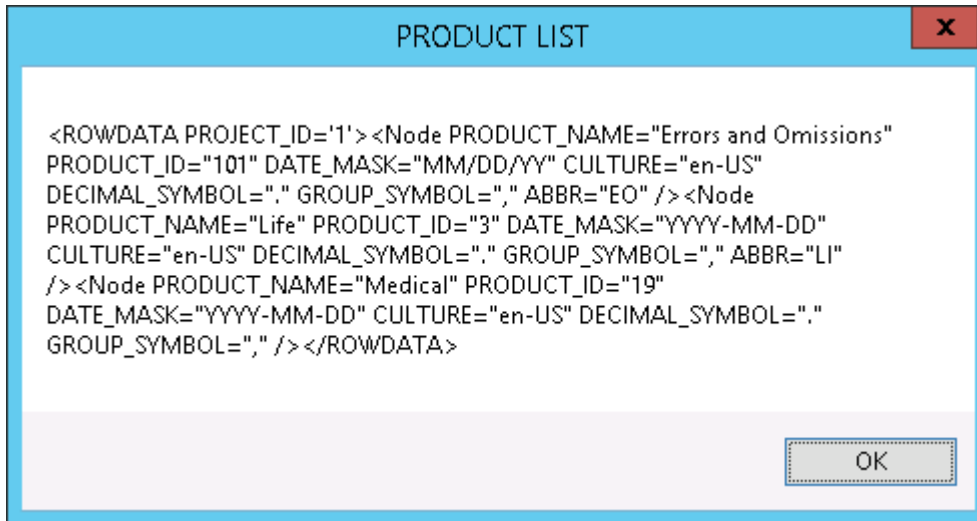 PRODUCT LIST
x
<ROWDATA PROJECT_ID='1'><Node PRODUCT_NAME="Errors and Omissions"
PRODUCT_ID="101" DATE_MASK="MM/DD/YY" CULTURE="en-US"
DECIMAL_SYMBOL="." GROUP_SYMBOL="," ABBR="EO" /><Node
PRODUCT_NAME="Life" PRODUCT_ID="3" DATE_MASK="YYYY-MM-DD"
CULTURE="en-US" DECIMAL_SYMBOL="." GROUP_SYMBOL="," ABBR="LI"
/><Node PRODUCT_NAME="Medical" PRODUCT_ID="19"
DATE_MASK="YYYY-MM-DD" CULTURE="en-US" DECIMAL_SYMBOL="."
GROUP_SYMBOL="," /></ROWDATA>
OK